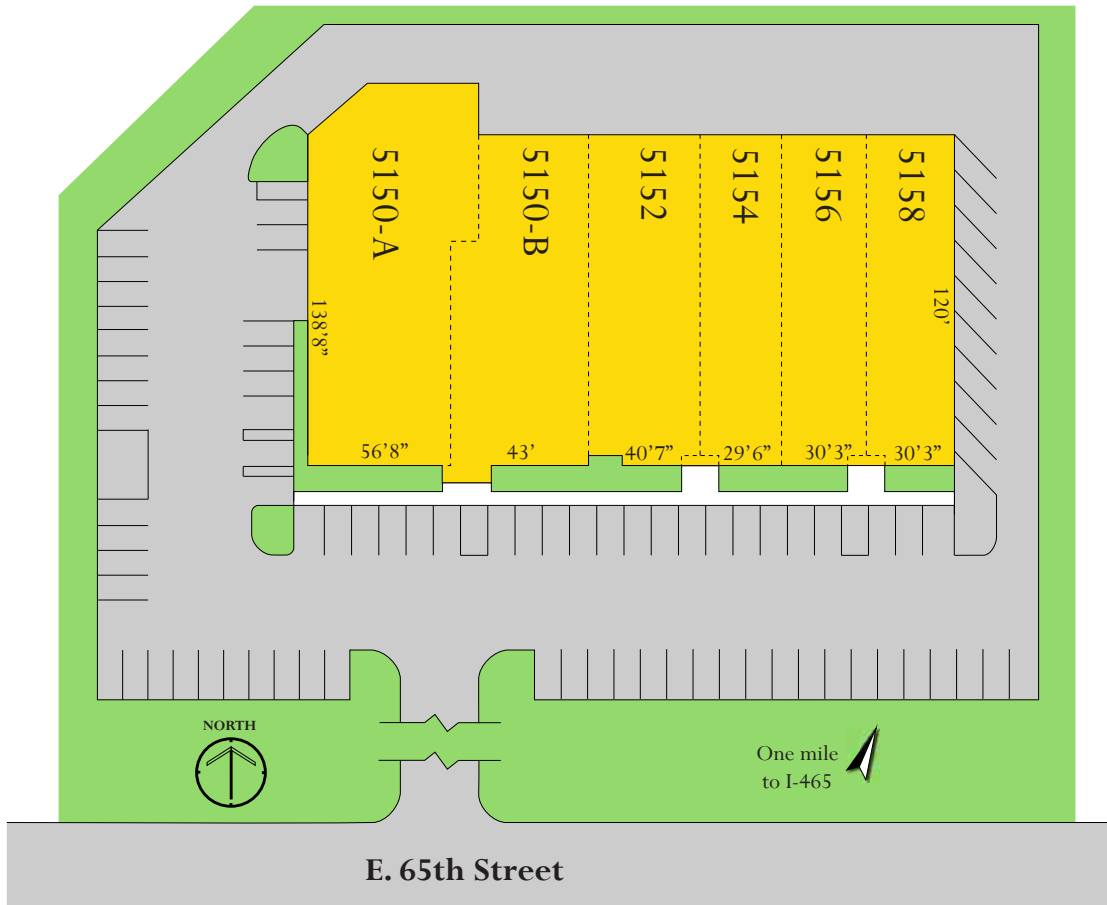 5150-A
5150-B
5152
5154
5156
5158
138’8”
120’
56’8”
43’
40’7”
29’6”
30’3”
30’3”
NORTH
One mile
to I-465
E. 65th Street